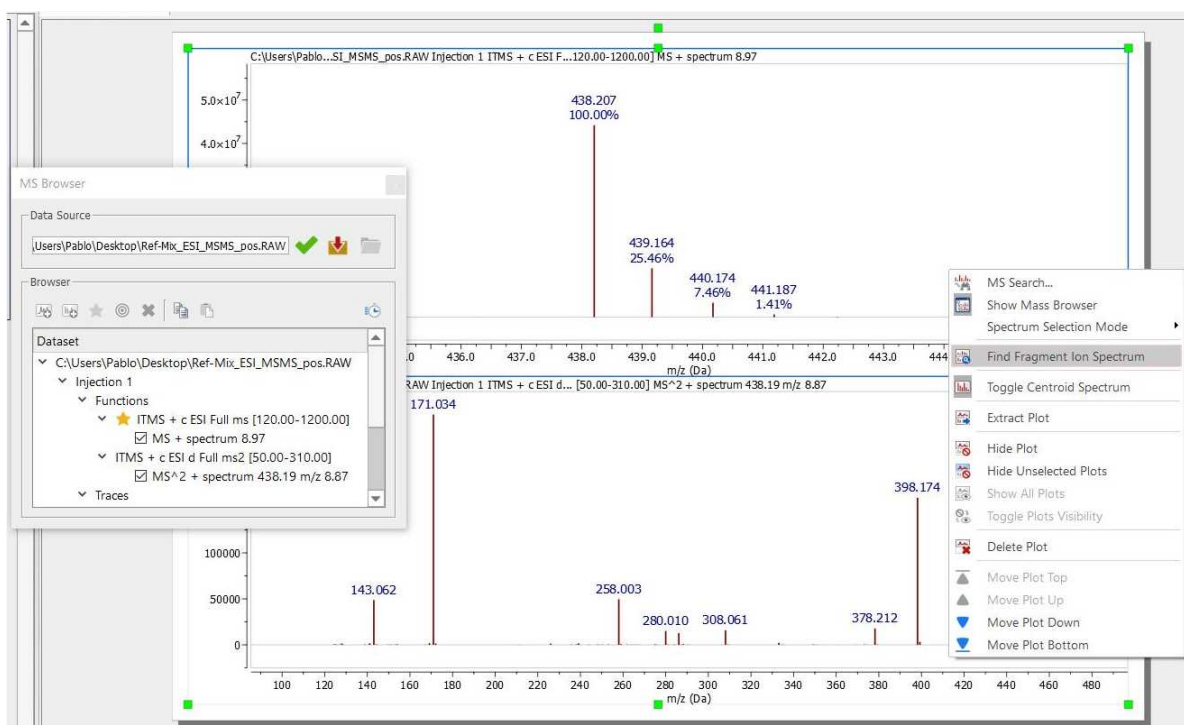 C:\Users\Pablo...SI_MSMS_pos.RAW Injection 1 ITMS + c ESI F...120.00-1200.00] MS + spectrum 8.97
5.0×10⁷
4.0×10⁷
438.207
100.00%
439.164
25.46%
440.174
7.46%
441.187
1.41%
.0 436.0 437.0 438.0 439.0 440.0 441.0 442.0 443.0 444
m/z (Da)
MS Browser
Data Source
\Users\Pablo\Desktop\Ref-Mix_ESI_MSMS_pos.RAW
Browser
Dataset
C:\Users\Pablo\Desktop\Ref-Mix_ESI_MSMS_pos.RAW
Injection 1
Functions
ITMS + c ESI Full ms [120.00-1200.00]
MS + spectrum 8.97
ITMS + c ESI d Full ms2 [50.00-310.00]
MS^2 + spectrum 438.19 m/z 8.87
Traces
RAW Injection 1 ITMS + c ESI d... [50.00-310.00] MS^2 + spectrum 438.19 m/z 8.87
171.034
398.174
100000
50000
0
143.062
258.003
280.010
308.061
378.212
100 120 140 160 180 200 220 240 260 280 300 320 340 360 380 400 420 440 460 480
m/z (Da)
MS Search...
Show Mass Browser
Spectrum Selection Mode
Find Fragment Ion Spectrum
Toggle Centroid Spectrum
Extract Plot
Hide Plot
Hide Unselected Plots
Show All Plots
Toggle Plots Visibility
Delete Plot
Move Plot Top
Move Plot Up
Move Plot Down
Move Plot Bottom